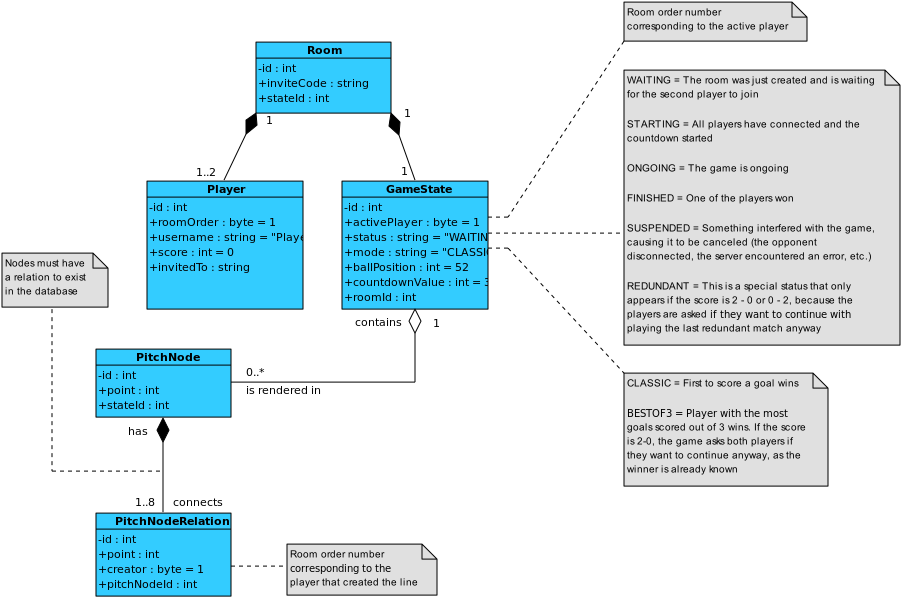 Room order number
corresponding to the active player
Room
-id : int
+inviteCode : string
+stateId : int
WAITING = The room was just created and is waiting
for the second player to join
STARTING = All players have connected and the
countdown started
ONGOING = The game is ongoing
FINISHED = One of the players won
SUSPENDED = Something interfered with the game,
causing it to be canceled (the opponent
disconnected, the server encountered an error, etc.)
REDUNDANT = This is a special status that only
appears if the score is 2 - 0 or 0 - 2, because the
players are asked if they want to continue with
playing the last redundant match anyway
1
1
1..2
1
Player
-id : int
+roomOrder : byte = 1
+username : string = "Playe
+score : int = 0
+invitedTo : string
GameState
-id : int
+activePlayer : byte = 1
+status : string = "WAITIN
+mode : string = "CLASSI
+ballPosition : int = 52
+countdownValue : int = 3
+roomId : int
Nodes must have
a relation to exist
in the database
contains
1
PitchNode
-id : int
+point : int
+stateId : int
0..*
is rendered in
CLASSIC = First to score a goal wins
BESTOF3 = Player with the most
goals scored out of 3 wins. If the score
is 2-0, the game asks both players if
they want to continue anyway, as the
winner is already known
has
1..8
connects
PitchNodeRelation
-id : int
+point : int
+creator : byte = 1
+pitchNodeId : int
Room order number
corresponding to the
player that created the line